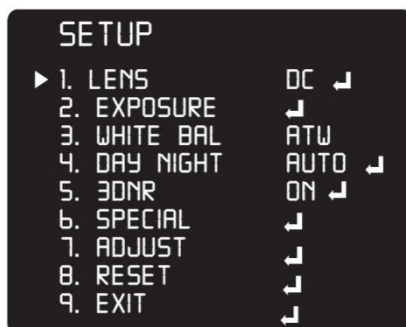 SETUP
1. LENS DC ↵
2. EXPOSURE ↵
3. WHITE BAL ATW
4. DAY NIGHT AUTO ↵
5. 3DNR ON ↵
6. SPECIAL ↵
7. ADJUST ↵
8. RESET ↵
9. EXIT ↵